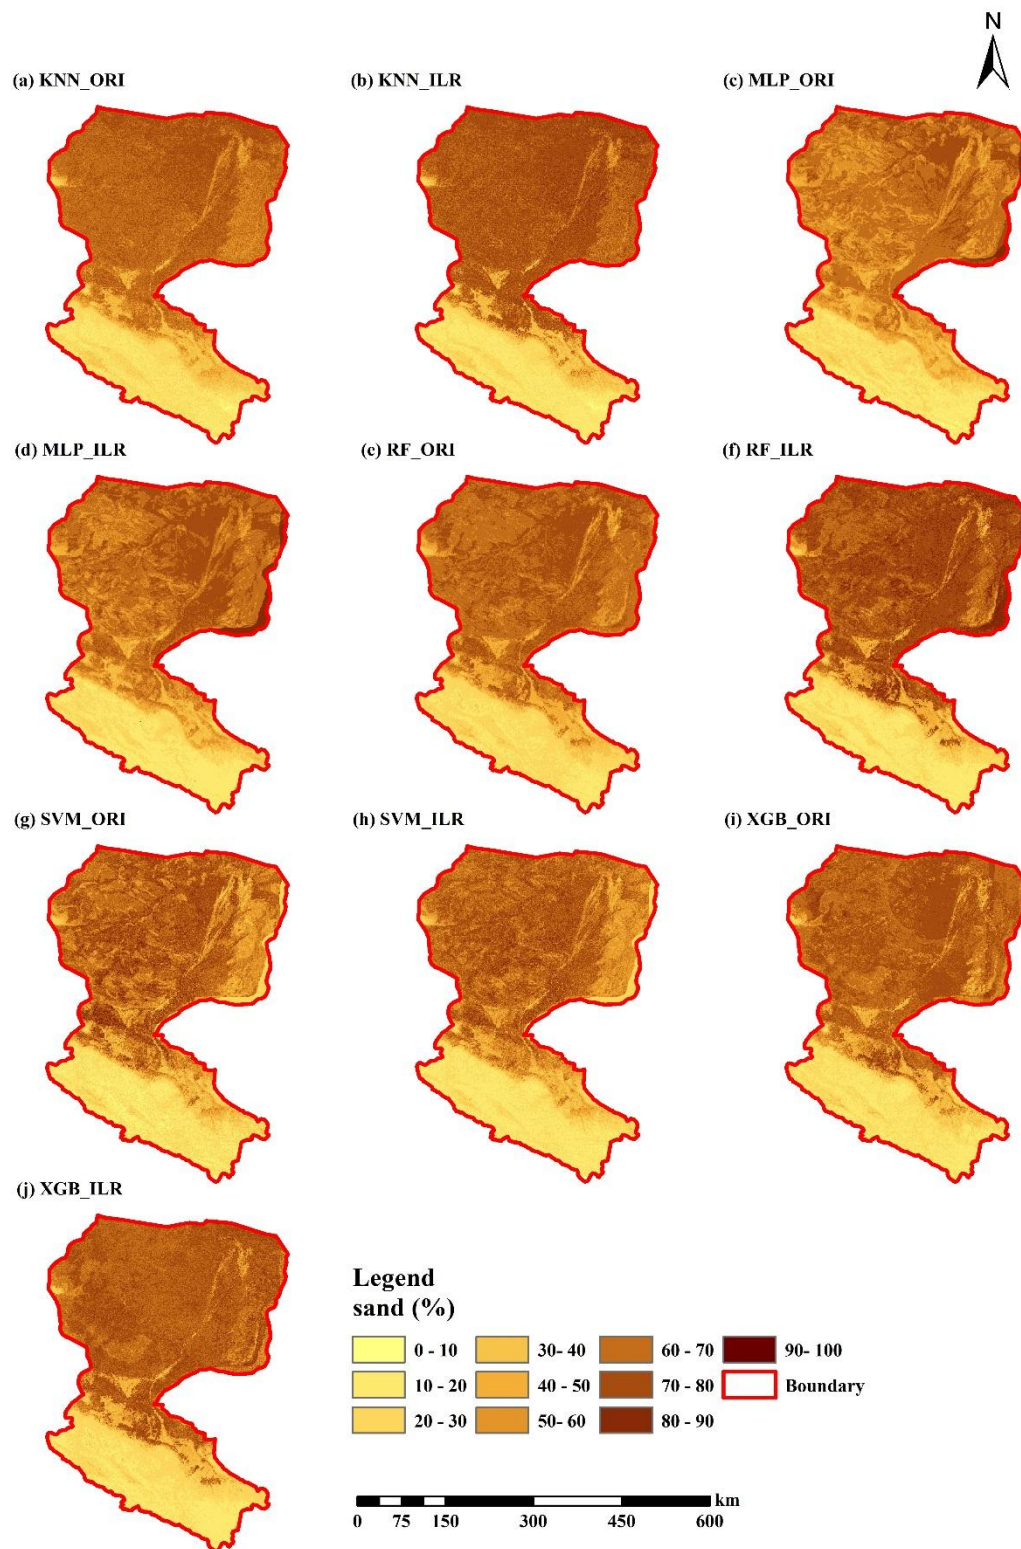 N
(a) KNN_ORI
(b) KNN_ILR
(c) MLP_ORI
(d) MLP_ILR
(c) RF_ORI
(f) RF_ILR
(g) SVM_ORI
(h) SVM_ILR
(i) XGB_ORI
(j) XGB_ILR
Legend
sand (%)
0 - 10
30- 40
60 - 70
90- 100
10 - 20
40 - 50
70 - 80
Boundary
20 - 30
50- 60
80 - 90
km
0 75 150 300 450 600